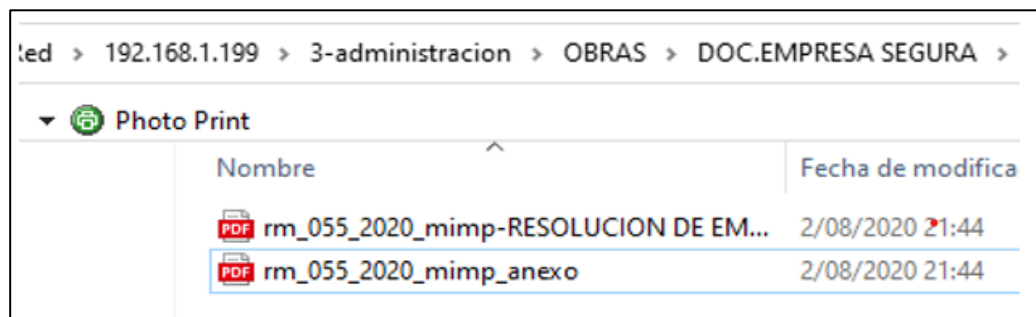 Red > 192.168.1.199 > 3-administracion > OBRAS > DOC.EMPRESA SEGURA >
Photo Print
Nombre Fecha de modifica
PDF rm_055_2020_mimp-RESOLUCION DE EM... 2/08/2020 21:44
PDF rm_055_2020_mimp_anexo 2/08/2020 21:44